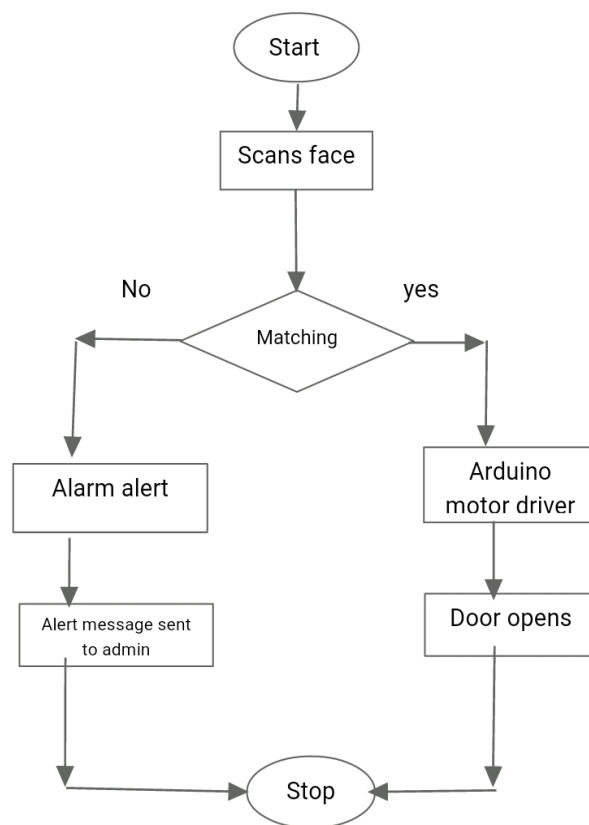 Start
Scans face
No
yes
Matching
Alarm alert
Arduino
motor driver
Alert message sent
to admin
Door opens
Stop